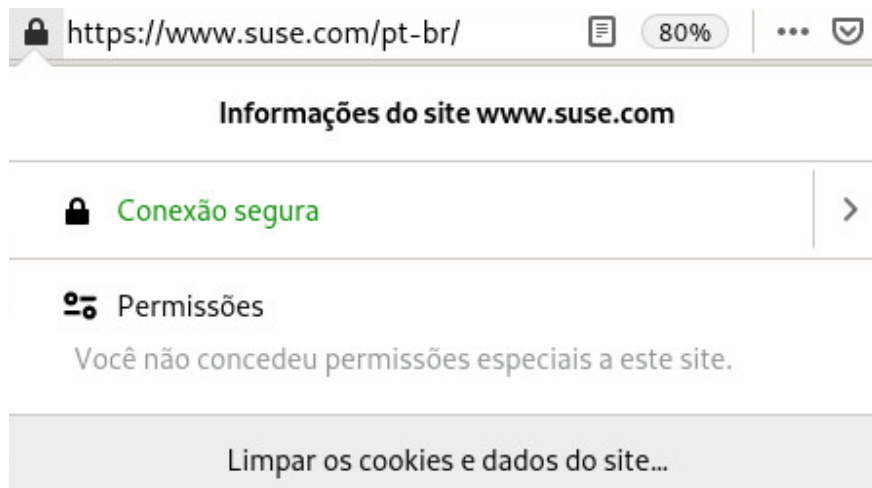 https://www.suse.com/pt-br/ 80%
Informações do site www.suse.com
Conexão segura
Permissões
Você não concedeu permissões especiais a este site.
Limpar os cookies e dados do site...